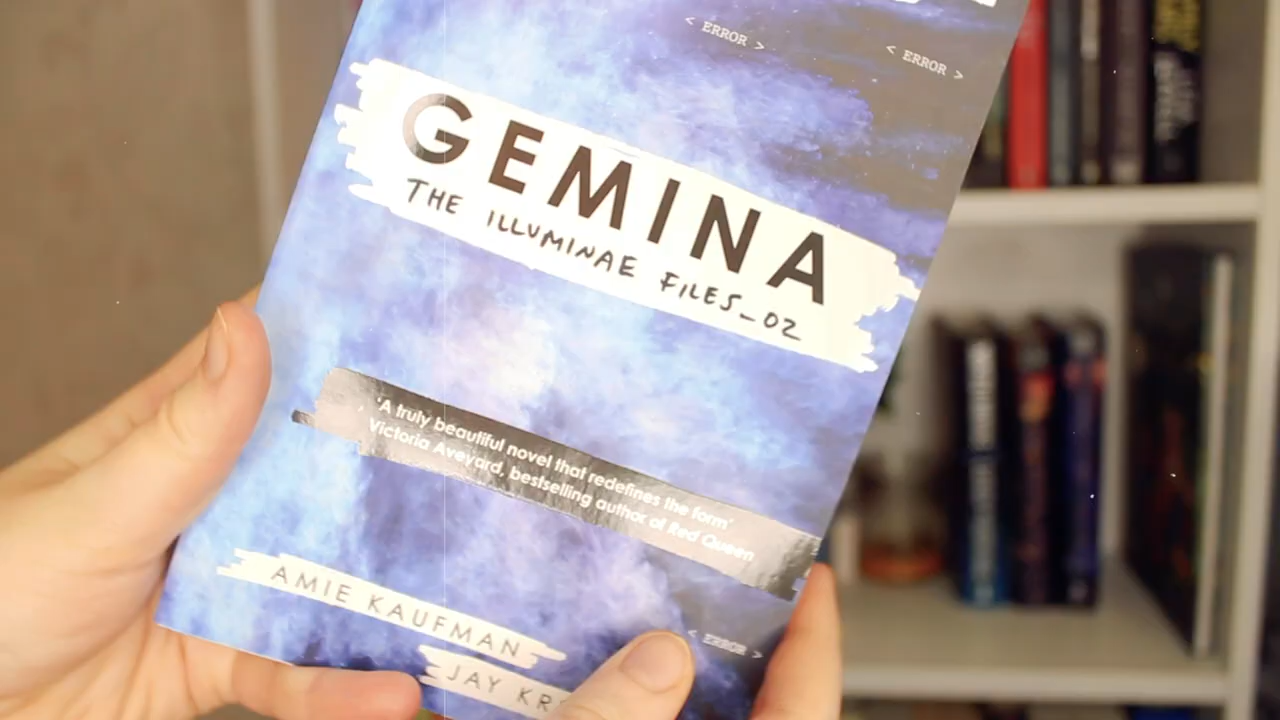 < ERROR >
< ERROR >
GEMINA
THE ILLUMINAE FILES_02
'A truly beautiful novel that redefines the form'
Victoria Aveyard, bestselling author of Red Queen
AMIE KAUFMAN
< ERROR >
JAY